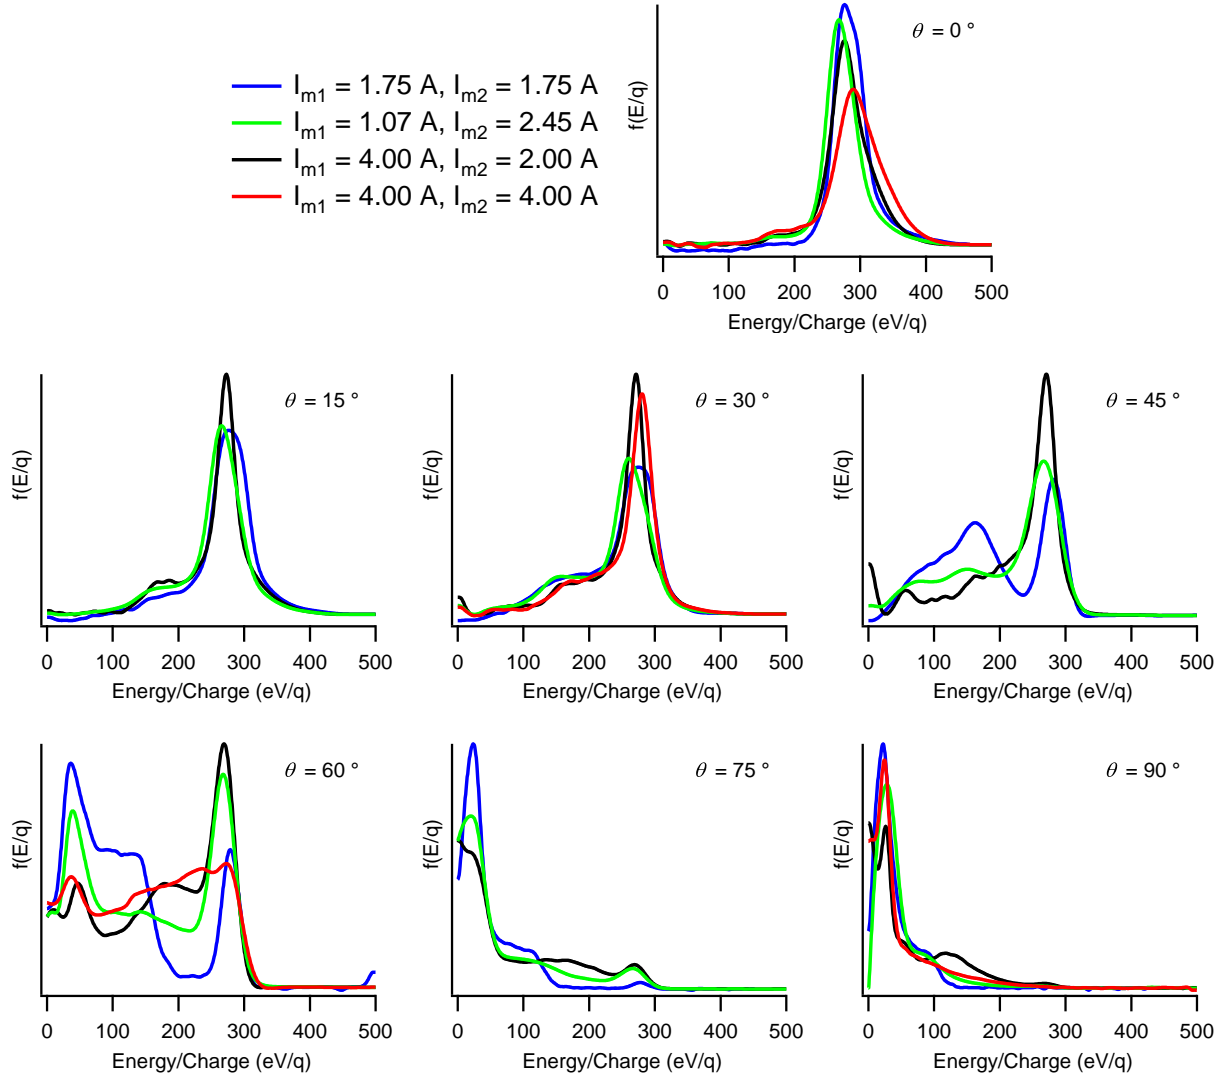 I_m1 = 1.75 A, I_m2 = 1.75 A
I_m1 = 1.07 A, I_m2 = 2.45 A
I_m1 = 4.00 A, I_m2 = 2.00 A
I_m1 = 4.00 A, I_m2 = 4.00 A
θ = 0 °
f(E/q)
0 100 200 300 400 500
Energy/Charge (eV/q)
θ = 15 °
f(E/q)
0 100 200 300 400 500
Energy/Charge (eV/q)
θ = 30 °
f(E/q)
0 100 200 300 400 500
Energy/Charge (eV/q)
θ = 45 °
f(E/q)
0 100 200 300 400 500
Energy/Charge (eV/q)
θ = 60 °
f(E/q)
0 100 200 300 400 500
Energy/Charge (eV/q)
θ = 75 °
f(E/q)
0 100 200 300 400 500
Energy/Charge (eV/q)
θ = 90 °
f(E/q)
0 100 200 300 400 500
Energy/Charge (eV/q)